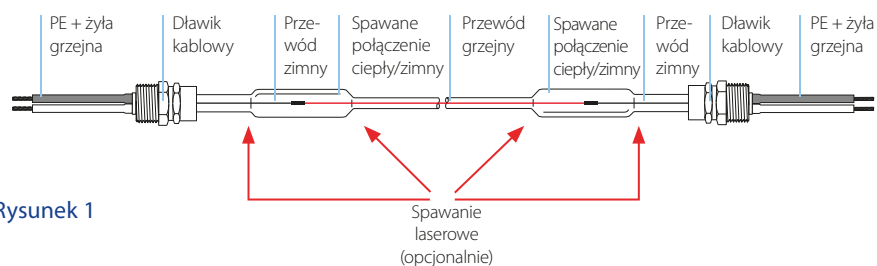 PE + żyła
grzejna
Dławik
kablowy
Prze-
wód
zimny
Spawane
połączenie
ciepły/zimny
Przewód
grzejny
Spawane
połączenie
ciepły/zimny
Prze-
wód
zimny
Dławik
kablowy
PE + żyła
grzejna
Rysunek 1
Spawanie
laserowe
(opcjonalnie)